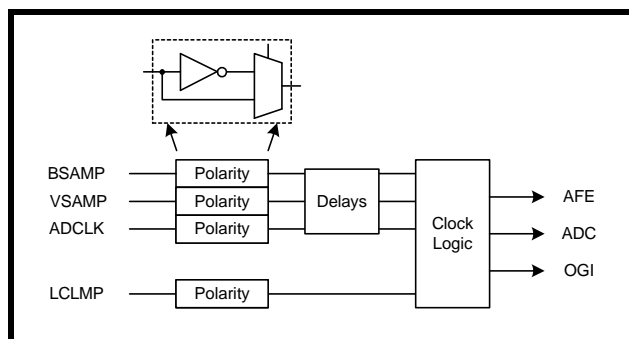 BSAMP
Polarity
VSAMP
Polarity
Delays
ADCLK
Polarity
LCLMP
Polarity
Clock
Logic
AFE
ADC
OGI